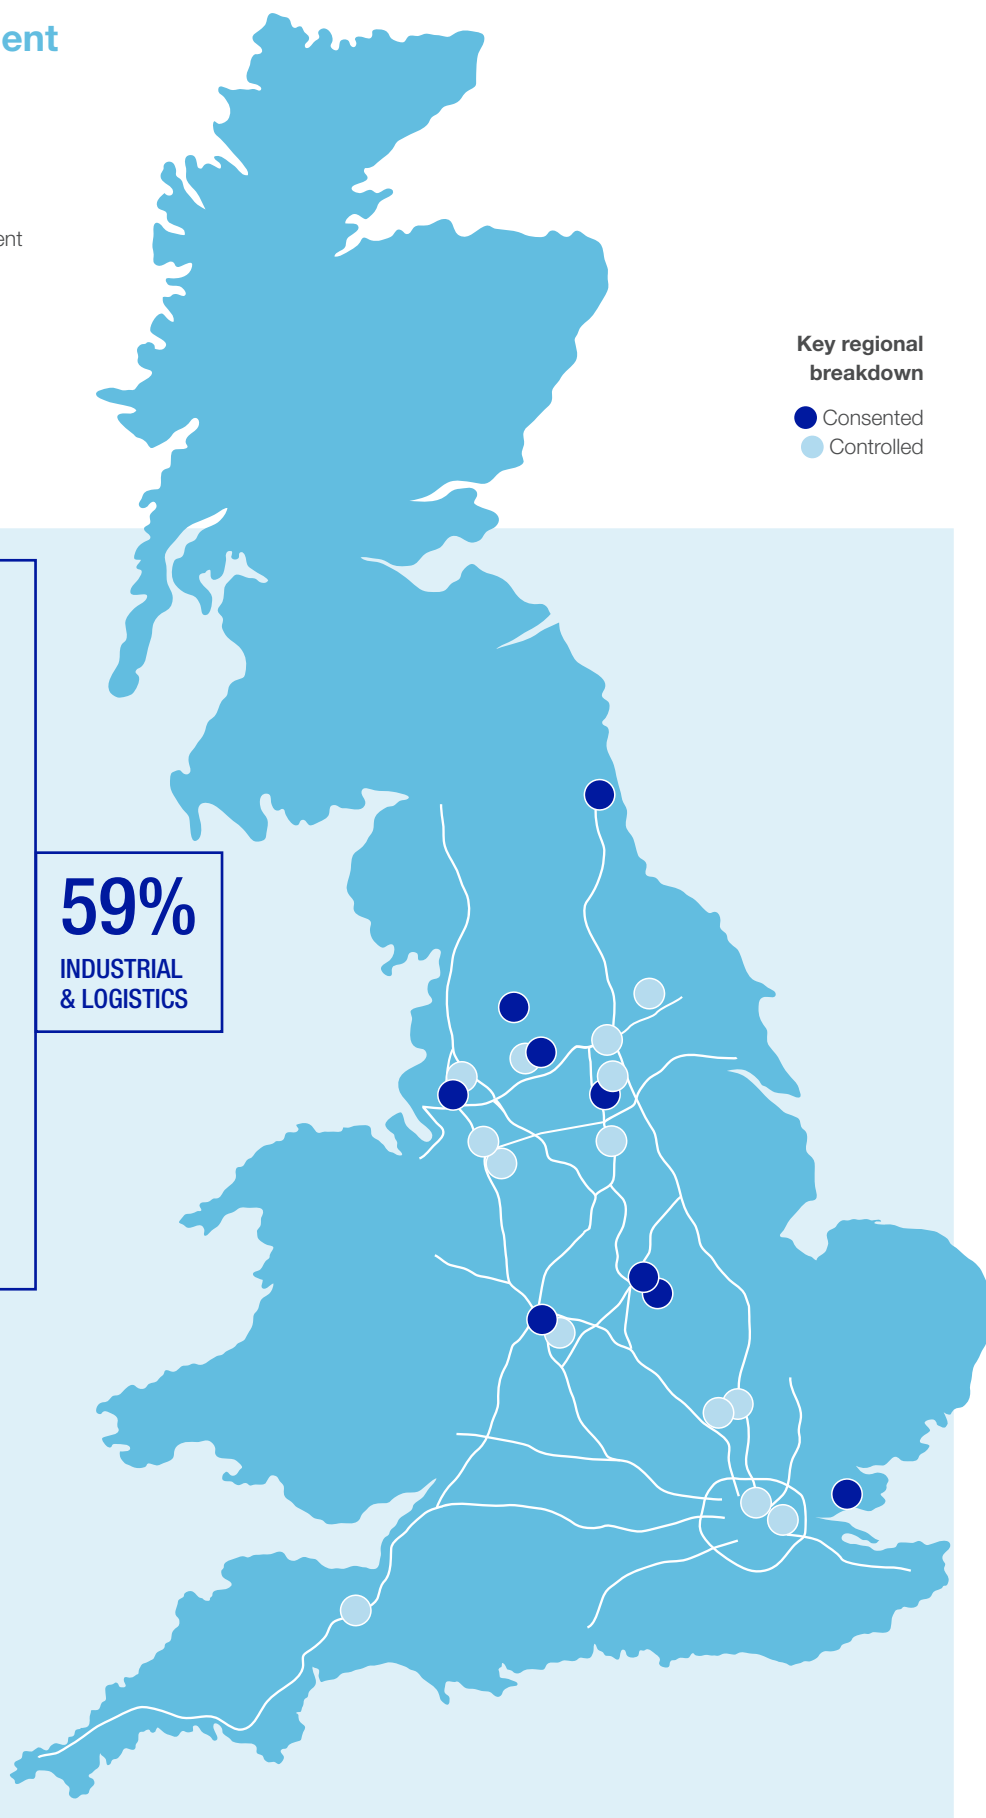 ent
ent
Key regional
breakdown
Consented
Controlled
59%
INDUSTRIAL
& LOGISTICS